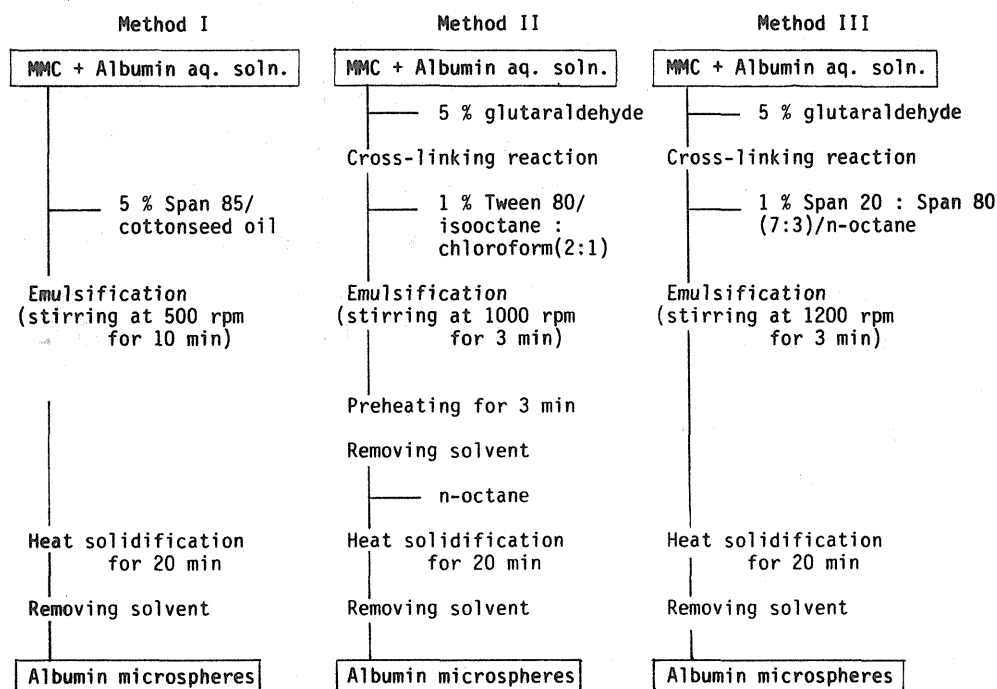 Method I
MMC + Albumin aq. soln.
5 % Span 85/
cottonseed oil
Emulsification
(stirring at 500 rpm
for 10 min)
Heat solidification
for 20 min
Removing solvent
Albumin microspheres
Method II
MMC + Albumin aq. soln.
5 % glutaraldehyde
Cross-linking reaction
1 % Tween 80/
isooctane :
chloroform(2:1)
Emulsification
(stirring at 1000 rpm
for 3 min)
Preheating for 3 min
Removing solvent
n-octane
Heat solidification
for 20 min
Removing solvent
Albumin microspheres
Method III
MMC + Albumin aq. soln.
5 % glutaraldehyde
Cross-linking reaction
1 % Span 20 : Span 80
(7:3)/n-octane
Emulsification
(stirring at 1200 rpm
for 3 min)
Heat solidification
for 20 min
Removing solvent
Albumin microspheres